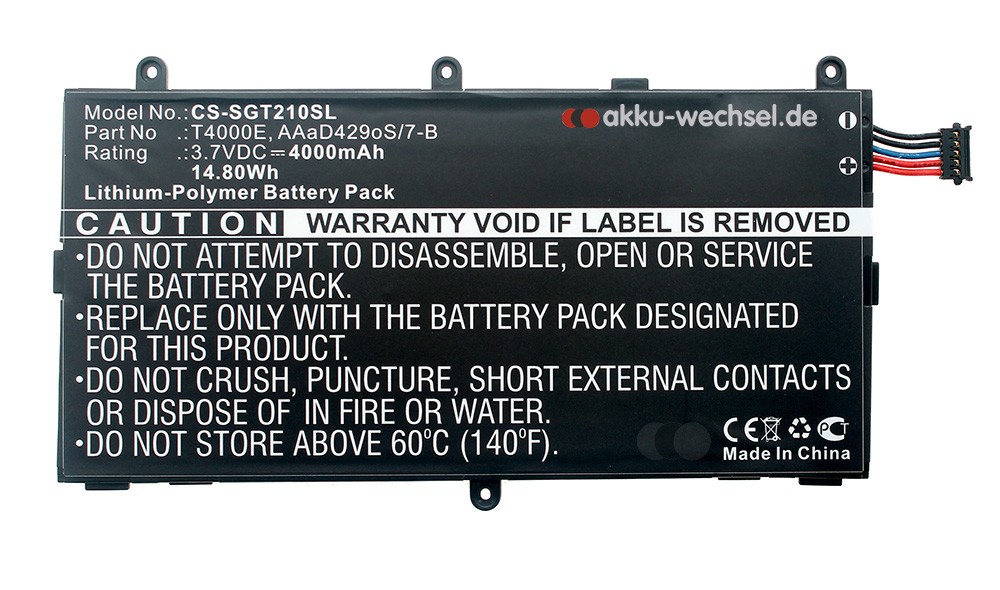 Model No.: CS-SGT210SL
akku-wechsel.de
Part No .: T4000E, AAaD429oS/7-B
Rating .: 3.7VDC⎓4000mAh
14.80Wh
Lithium-Polymer Battery Pack
CAUTION WARRANTY VOID IF LABEL IS REMOVED
•DO NOT ATTEMPT TO DISASSEMBLE, OPEN OR SERVICE
THE BATTERY PACK.
•REPLACE ONLY WITH THE BATTERY PACK DESIGNATED
FOR THIS PRODUCT.
•DO NOT CRUSH, PUNCTURE, SHORT EXTERNAL CONTACTS
OR DISPOSE OF IN FIRE OR WATER.
•DO NOT STORE ABOVE 60°C (140°F).
CE PCT
Made In China